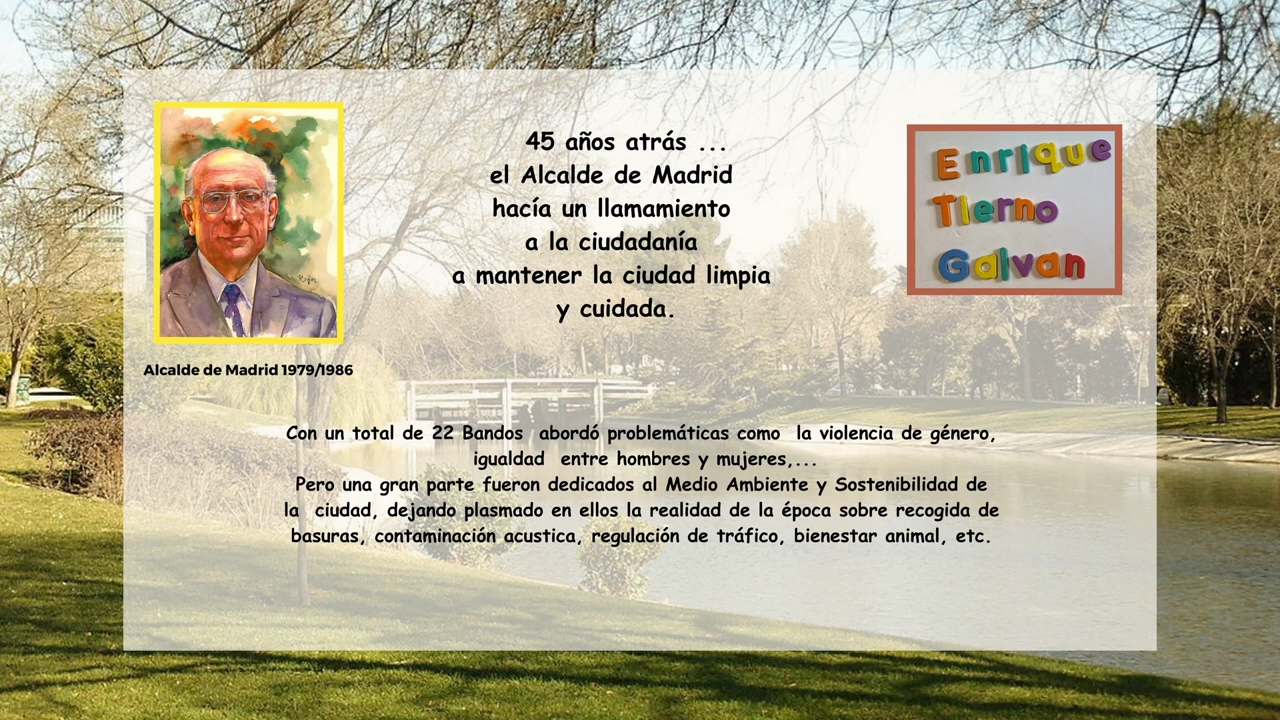 45 años atrás ...
el Alcalde de Madrid
hacía un llamamiento
a la ciudadanía
a mantener la ciudad limpia
y cuidada.
Enrique
TIerno
Galvan
Alcalde de Madrid 1979/1986
Con un total de 22 Bandos abordó problemáticas como la violencia de género,
igualdad entre hombres y mujeres,...
Pero una gran parte fueron dedicados al Medio Ambiente y Sostenibilidad de
la ciudad, dejando plasmado en ellos la realidad de la época sobre recogida de
basuras, contaminación acustica, regulación de tráfico, bienestar animal, etc.